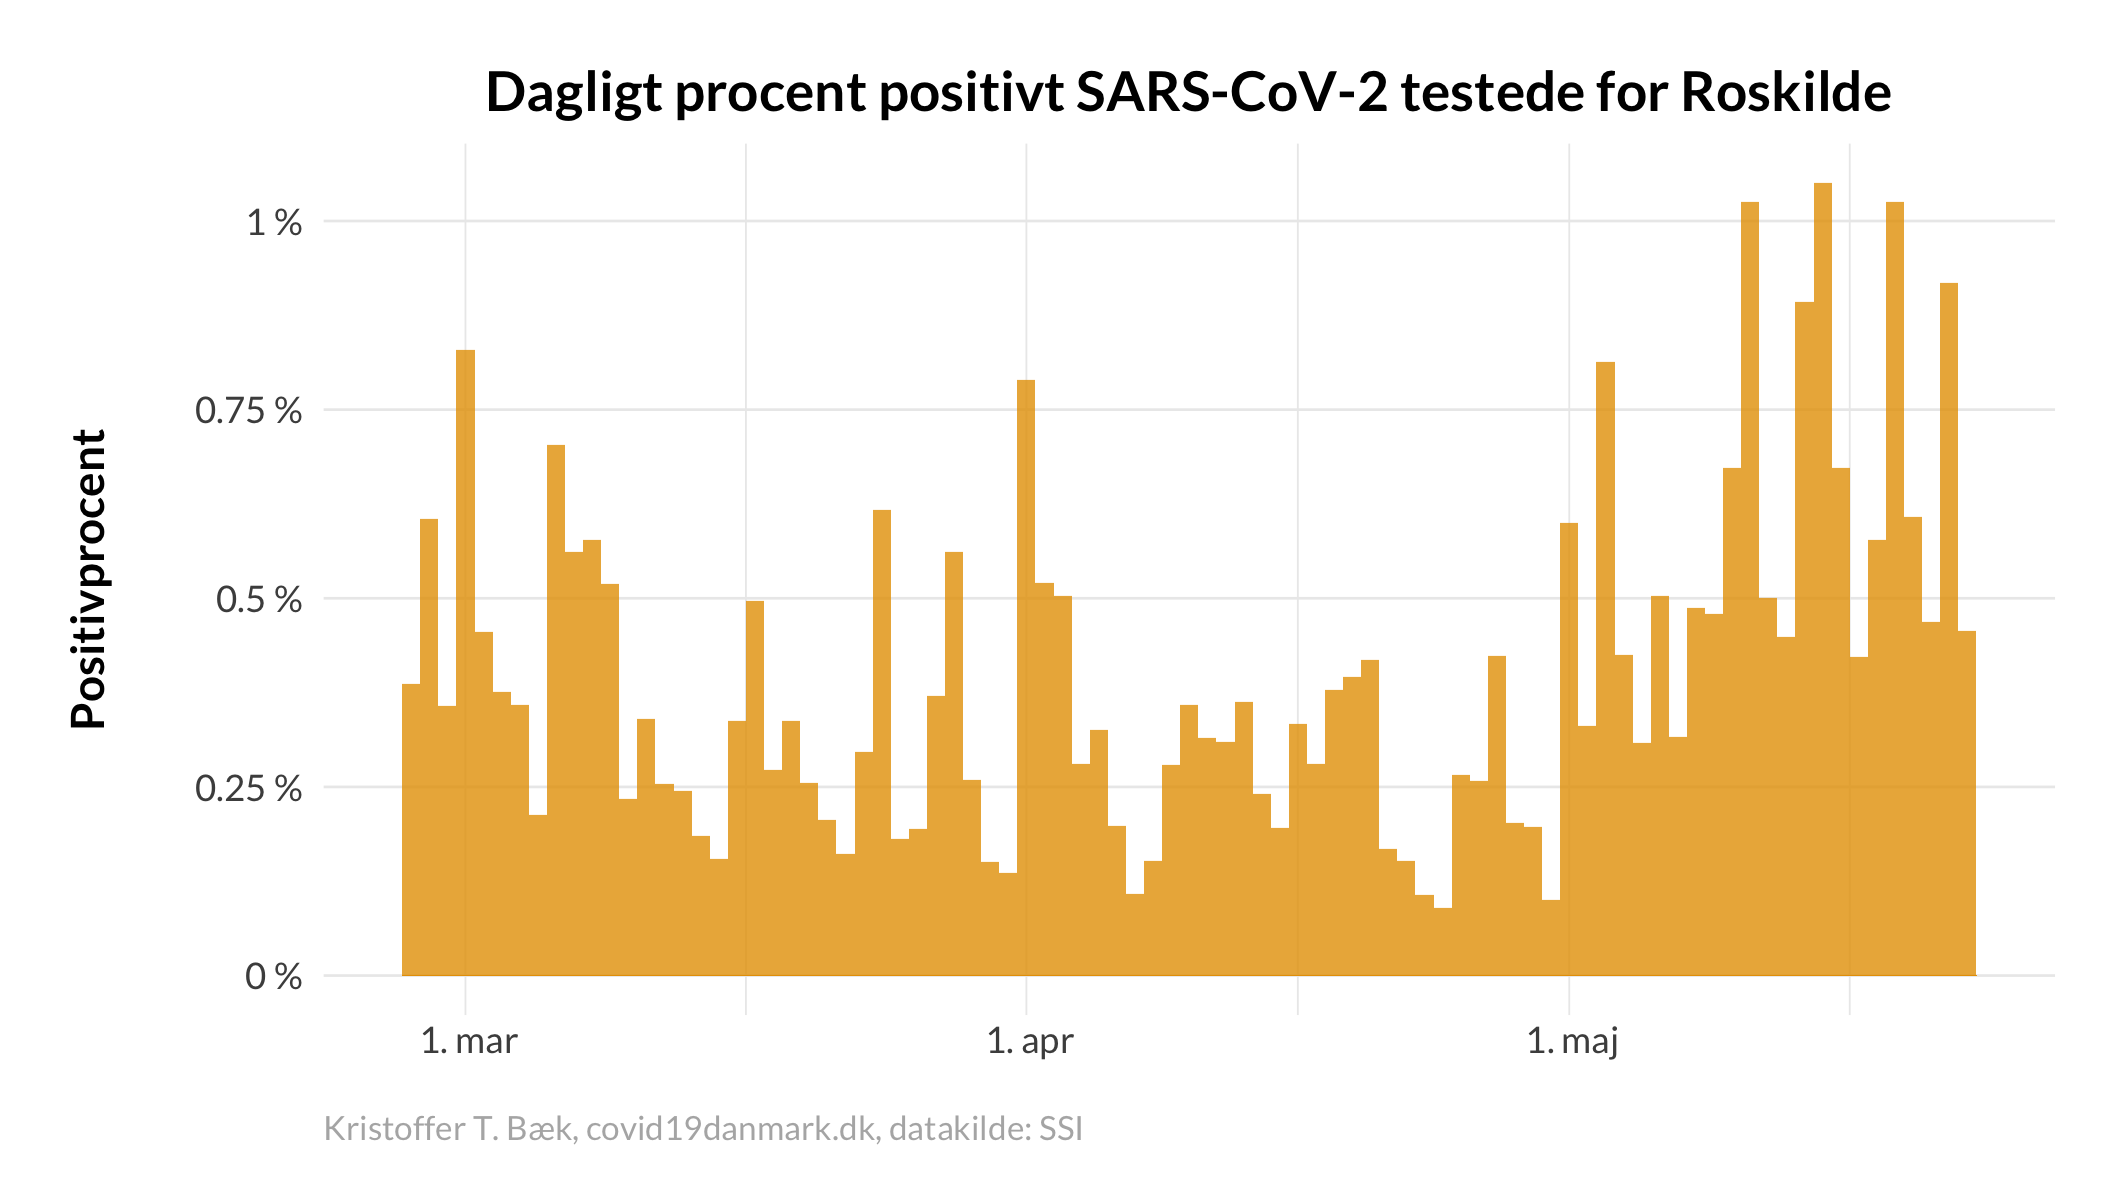 Dagligt procent positivt SARS-CoV-2 testede for Roskilde
Positivprocent
1 %
0.75 %
0.5 %
0.25 %
0 %
1. mar
1. apr
1. maj
Kristoffer T. Bæk, covid19danmark.dk, datakilde: SSI